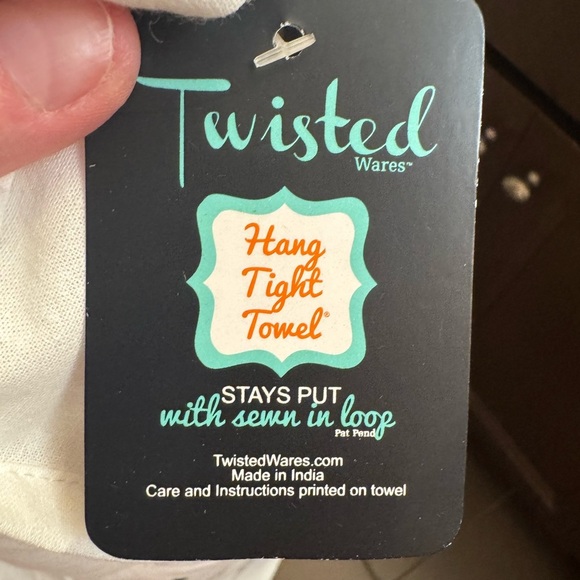 Twisted
Wares™
Hang
Tight
Towel®
STAYS PUT
with sewn in loop
Pat Pend
TwistedWares.com
Made in India
Care and Instructions printed on towel